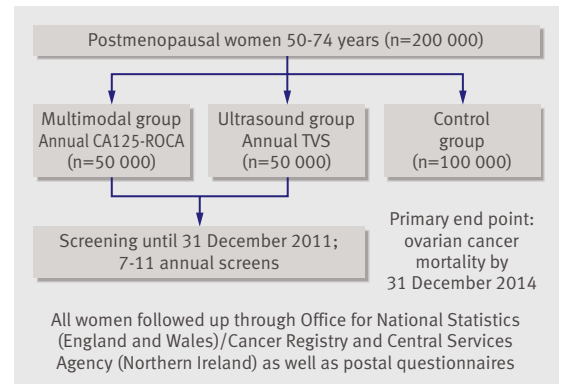 Postmenopausal women 50-74 years (n=200 000)
Multimodal group
Annual CA125-ROCA
(n=50 000)
Ultrasound group
Annual TVS
(n=50 000)
Control
group
(n=100 000)
Screening until 31 December 2011;
7-11 annual screens
Primary end point:
ovarian cancer
mortality by
31 December 2014
All women followed up through Office for National Statistics
(England and Wales)/Cancer Registry and Central Services
Agency (Northern Ireland) as well as postal questionnaires